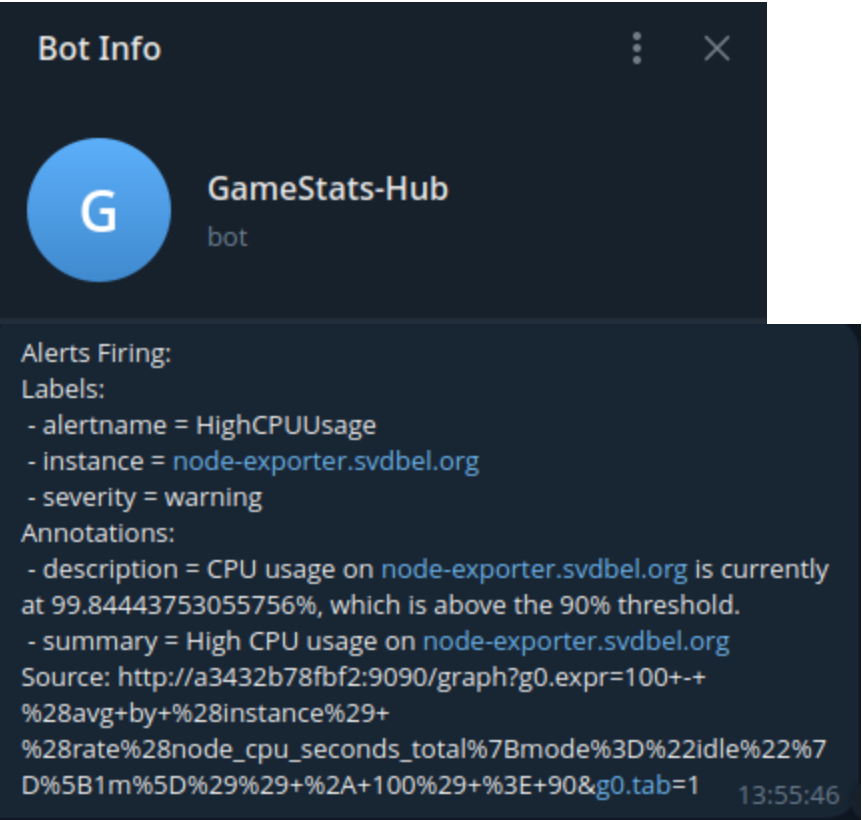 Bot Info
G
GameStats-Hub
bot
Alerts Firing:
Labels:
- alertname = HighCPUUsage
- instance = node-exporter.svdbel.org
- severity = warning
Annotations:
- description = CPU usage on node-exporter.svdbel.org is currently
at 99.84443753055756%, which is above the 90% threshold.
- summary = High CPU usage on node-exporter.svdbel.org
Source: http://a3432b78fbf2:9090/graph?g0.expr=100+-+
%28avg+by+%28instance%29+
%28rate%28node_cpu_seconds_total%7Bmode%3D%22idle%22%7
D%5B1m%5D%29%29+%2A+100%29+%3E+90&g0.tab=1
13:55:46